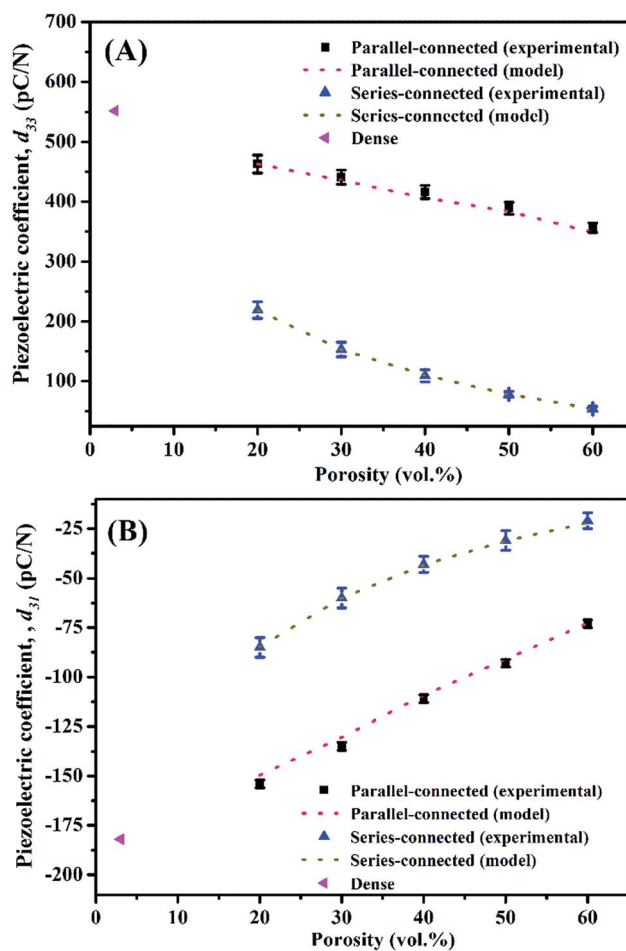 (A)
Parallel-connected (experimental)
Parallel-connected (model)
Series-connected (experimental)
Series-connected (model)
Dense
Piezoelectric coefficient, d33 (pC/N)
700
600
500
400
300
200
100
0 10 20 30 40 50 60
Porosity (vol.%)
(B)
Piezoelectric coefficient, , d31 (pC/N)
-25
-50
-75
-100
-125
-150
-175
-200
Parallel-connected (experimental)
Parallel-connected (model)
Series-connected (experimental)
Series-connected (model)
Dense
0 10 20 30 40 50 60
Porosity (vol.%)